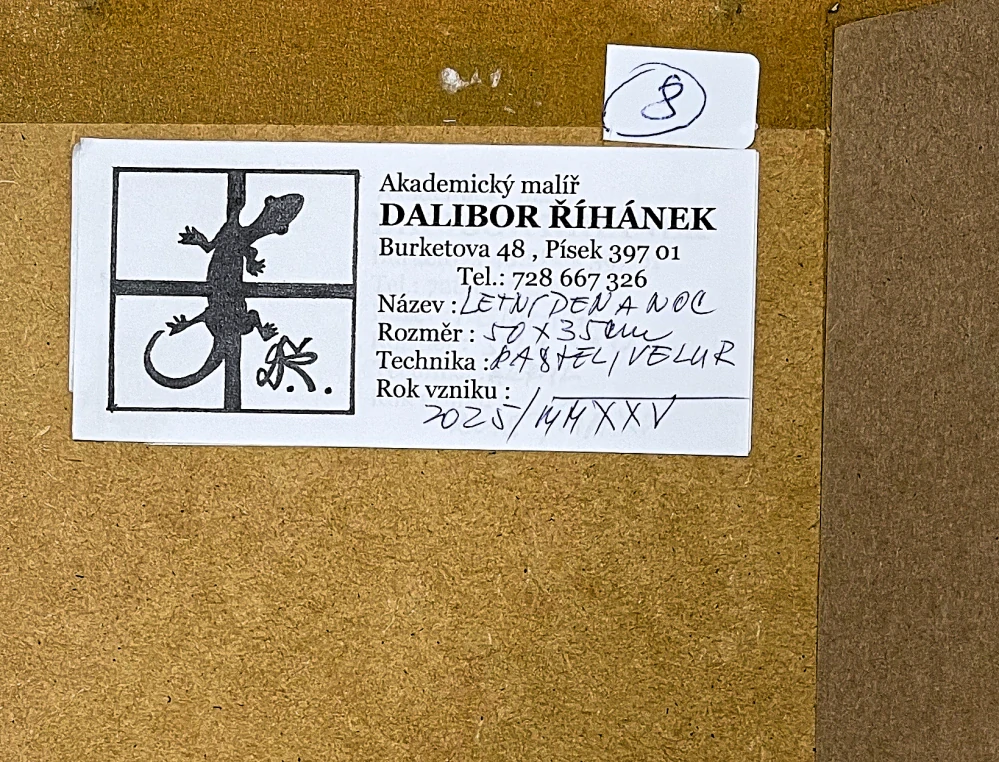 8
Akademický malíř
DALIBOR ŘÍHÁNEK
Burketova 48 , Písek 397 01
Tel.: 728 667 326
Název : LETNÍ DEN A NOC
Rozměr : 50 x 35 cm
Technika : PASTEL/VELUR
Rok vzniku :
2025/MMXXV